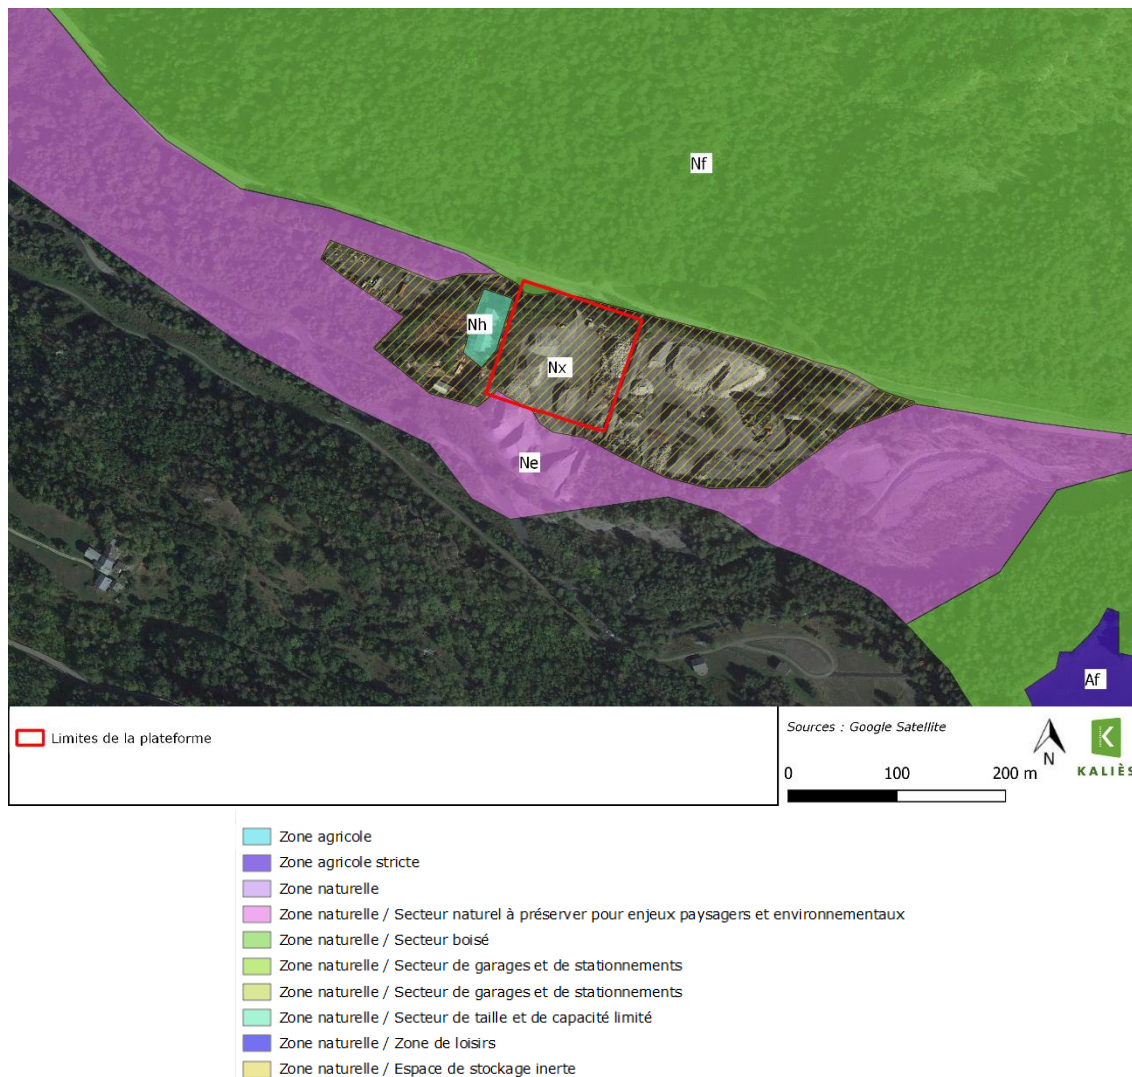 Nf
Nh
Nx
Ne
Af
Limites de la plateforme
Sources : Google Satellite
N
KALIÈS
0 100 200 m
Zone agricole
Zone agricole stricte
Zone naturelle
Zone naturelle / Secteur naturel à préserver pour enjeux paysagers et environnementaux
Zone naturelle / Secteur boisé
Zone naturelle / Secteur de garages et de stationnements
Zone naturelle / Secteur de garages et de stationnements
Zone naturelle / Secteur de taille et de capacité limité
Zone naturelle / Zone de loisirs
Zone naturelle / Espace de stockage inerte